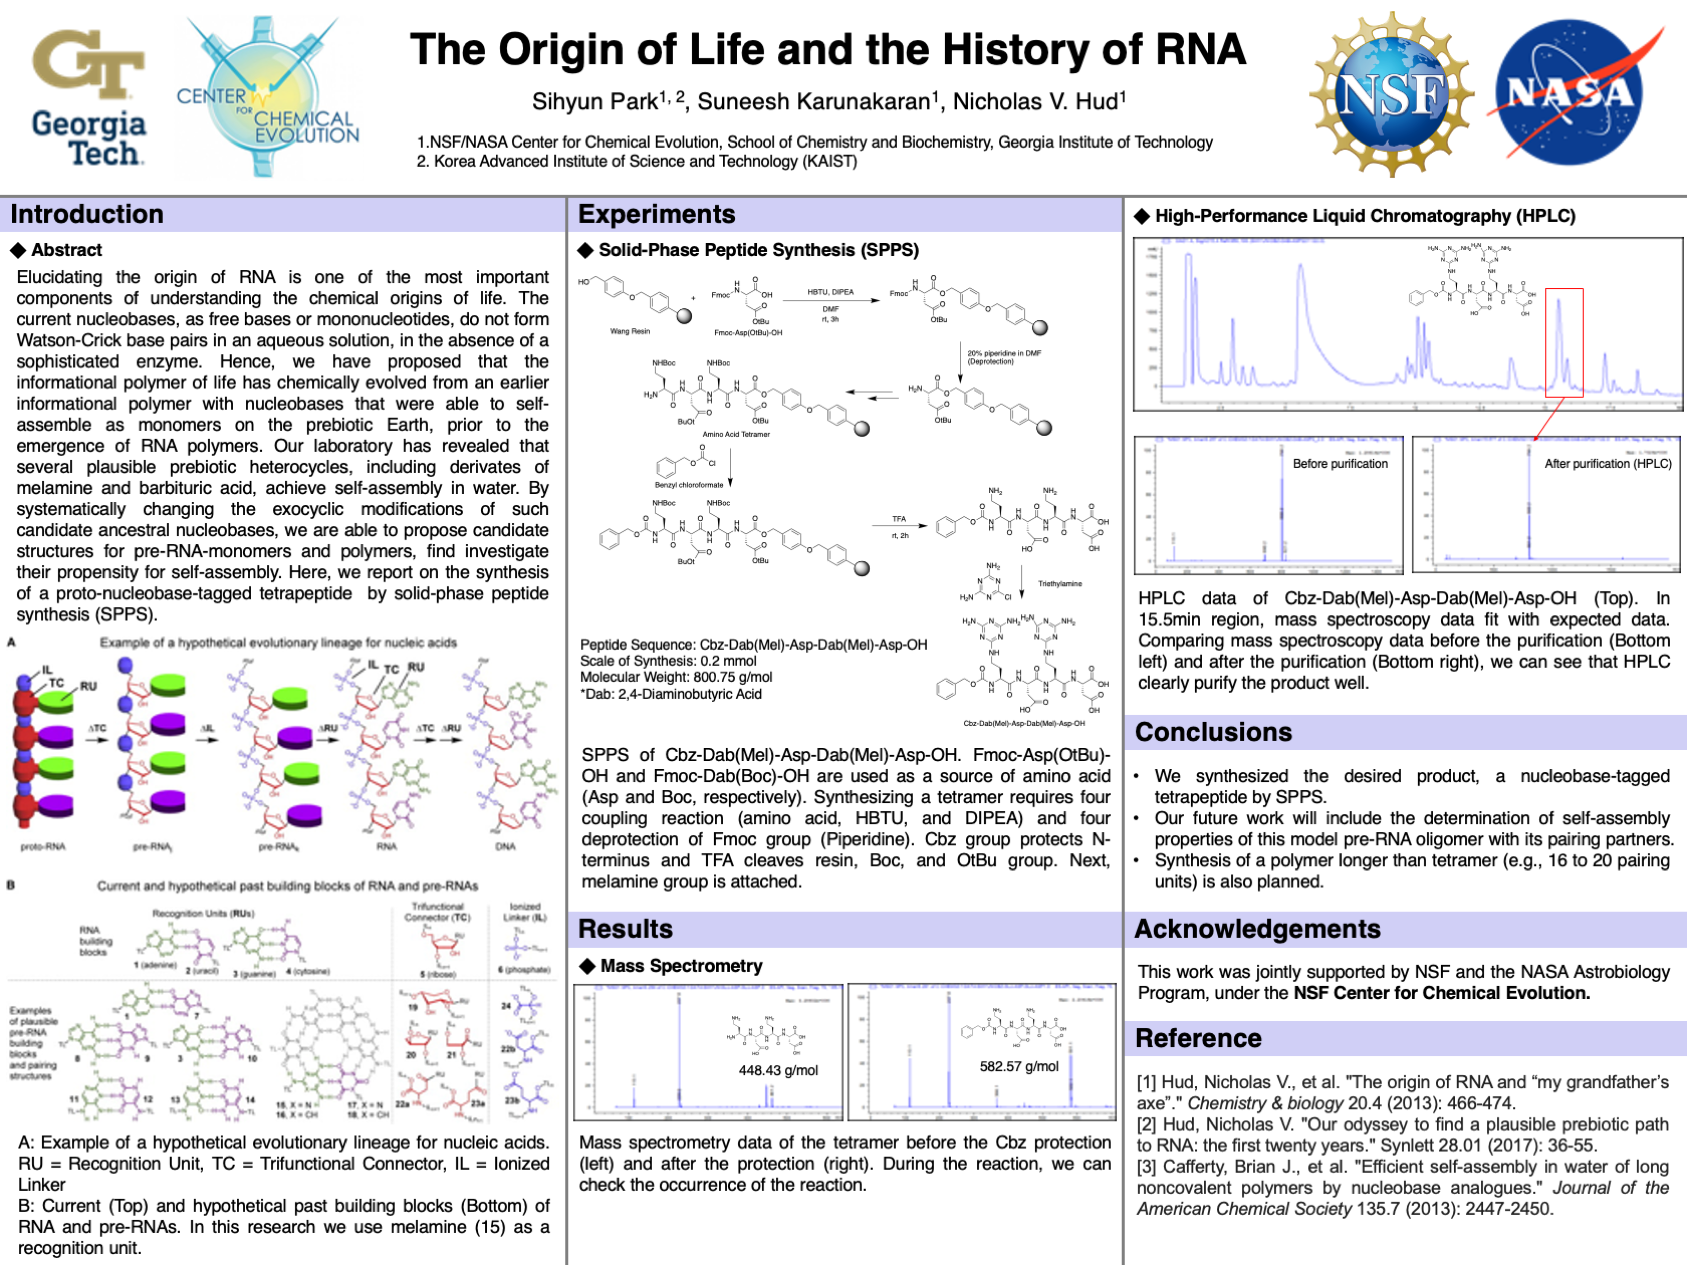 GT
Georgia
Tech
CENTER
FOR
CHEMICAL
EVOLUTION
The Origin of Life and the History of RNA
Sihyun Park1, 2, Suneesh Karunakaran1, Nicholas V. Hud1
1.NSF/NASA Center for Chemical Evolution, School of Chemistry and Biochemistry, Georgia Institute of Technology
2. Korea Advanced Institute of Science and Technology (KAIST)
NSF
NASA
Introduction
◆ Abstract
Elucidating the origin of RNA is one of the most important
components of understanding the chemical origins of life. The
current nucleobases, as free bases or mononucleotides, do not form
Watson-Crick base pairs in an aqueous solution, in the absence of a
sophisticated enzyme. Hence, we have proposed that the
informational polymer of life has chemically evolved from an earlier
informational polymer with nucleobases that were able to self-
assemble as monomers on the prebiotic Earth, prior to the
emergence of RNA polymers. Our laboratory has revealed that
several plausible prebiotic heterocycles, including derivates of
melamine and barbituric acid, achieve self-assembly in water. By
systematically changing the exocyclic modifications of such
candidate ancestral nucleobases, we are able to propose candidate
structures for pre-RNA-monomers and polymers, find investigate
their propensity for self-assembly. Here, we report on the synthesis
of a proto-nucleobase-tagged tetrapeptide by solid-phase peptide
synthesis (SPPS).
A Example of a hypothetical evolutionary lineage for nucleic acids
IL
TC
RU
IL TC RU
ΔTC ΔIL ΔRU ΔTC ΔRU
proto-RNA pre-RNA pre-RNA RNA DNA
B Current and hypothetical past building blocks of RNA and pre-RNAs
Recognition Units (RUs)
Trifunctional
Connector (TC)
Ionized
Linker (IL)
RNA
building
blocks
1 (adenine) 2 (uracil) 3 (guanine) 4 (cytosine) 5 (ribose) 6 (phosphate)
Examples
of plausible
pre-RNA
building
blocks
and pairing
structures
1 7 19 24
8 9 3 10 20 21 22b
11 12 13 14 22a 23a 23b
15, X = N
16, X = CH
17, X = N
18, X = CH
A: Example of a hypothetical evolutionary lineage for nucleic acids.
RU = Recognition Unit, TC = Trifunctional Connector, IL = Ionized
Linker
B: Current (Top) and hypothetical past building blocks (Bottom) of
RNA and pre-RNAs. In this research we use melamine (15) as a
recognition unit.
Experiments
◆ Solid-Phase Peptide Synthesis (SPPS)
HO
Wang Resin
+
Fmoc
OH
OtBu
Fmoc-Asp(OtBu)-OH
HBTU, DIPEA
DMF
rt, 3h
Fmoc
OtBu
20% piperidine in DMF
(Deprotection)
NHBoc NHBoc
H2N
BuOt OtBu
Amino Acid Tetramer
H2N
OtBu
Benzyl chloroformate
NHBoc NHBoc
BuOt OtBu
TFA
rt, 2h
NH2 NH2
OH
HO OH
NH2
H2N Cl
Triethylamine
Cbz-Dab(Mel)-Asp-Dab(Mel)-Asp-OH
Peptide Sequence: Cbz-Dab(Mel)-Asp-Dab(Mel)-Asp-OH
Scale of Synthesis: 0.2 mmol
Molecular Weight: 800.75 g/mol
*Dab: 2,4-Diaminobutyric Acid
SPPS of Cbz-Dab(Mel)-Asp-Dab(Mel)-Asp-OH. Fmoc-Asp(OtBu)-
OH and Fmoc-Dab(Boc)-OH are used as a source of amino acid
(Asp and Boc, respectively). Synthesizing a tetramer requires four
coupling reaction (amino acid, HBTU, and DIPEA) and four
deprotection of Fmoc group (Piperidine). Cbz group protects N-
terminus and TFA cleaves resin, Boc, and OtBu group. Next,
melamine group is attached.
Results
◆ Mass Spectrometry
448.43 g/mol
582.57 g/mol
Mass spectrometry data of the tetramer before the Cbz protection
(left) and after the protection (right). During the reaction, we can
check the occurrence of the reaction.
◆ High-Performance Liquid Chromatography (HPLC)
Before purification
After purification (HPLC)
HPLC data of Cbz-Dab(Mel)-Asp-Dab(Mel)-Asp-OH (Top). In
15.5min region, mass spectroscopy data fit with expected data.
Comparing mass spectroscopy data before the purification (Bottom
left) and after the purification (Bottom right), we can see that HPLC
clearly purify the product well.
Conclusions
• We synthesized the desired product, a nucleobase-tagged
tetrapeptide by SPPS.
• Our future work will include the determination of self-assembly
properties of this model pre-RNA oligomer with its pairing partners.
• Synthesis of a polymer longer than tetramer (e.g., 16 to 20 pairing
units) is also planned.
Acknowledgements
This work was jointly supported by NSF and the NASA Astrobiology
Program, under the NSF Center for Chemical Evolution.
Reference
[1] Hud, Nicholas V., et al. "The origin of RNA and “my grandfather’s
axe”." Chemistry & biology 20.4 (2013): 466-474.
[2] Hud, Nicholas V. "Our odyssey to find a plausible prebiotic path
to RNA: the first twenty years." Synlett 28.01 (2017): 36-55.
[3] Cafferty, Brian J., et al. "Efficient self-assembly in water of long
noncovalent polymers by nucleobase analogues." Journal of the
American Chemical Society 135.7 (2013): 2447-2450.